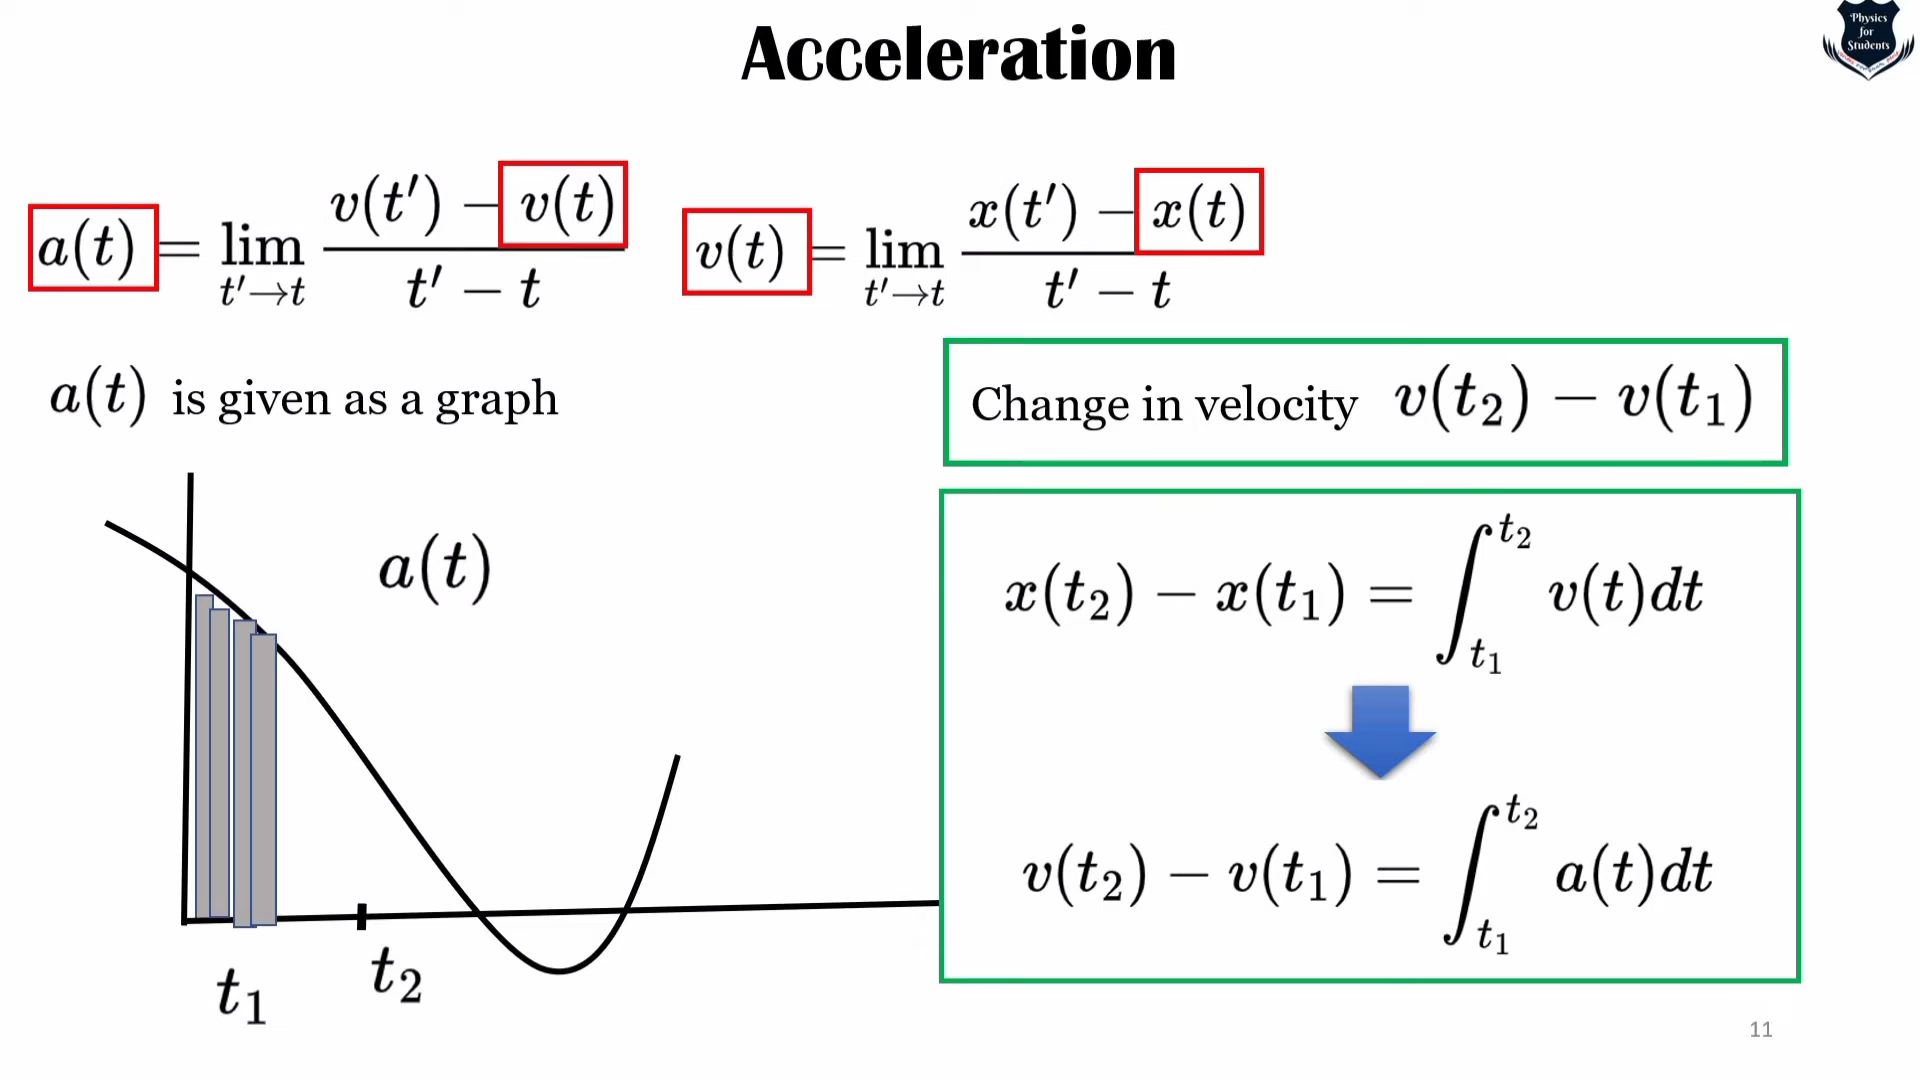 Acceleration
Physics
for
Students
a(t) = lim_{t′→t} (v(t′) − v(t)) / (t′ − t)
v(t) = lim_{t′→t} (x(t′) − x(t)) / (t′ − t)
a(t) is given as a graph
Change in velocity v(t₂) − v(t₁)
a(t)
x(t₂) − x(t₁) = ∫_{t₁}^{t₂} v(t)dt
v(t₂) − v(t₁) = ∫_{t₁}^{t₂} a(t)dt
t₁
t₂
11